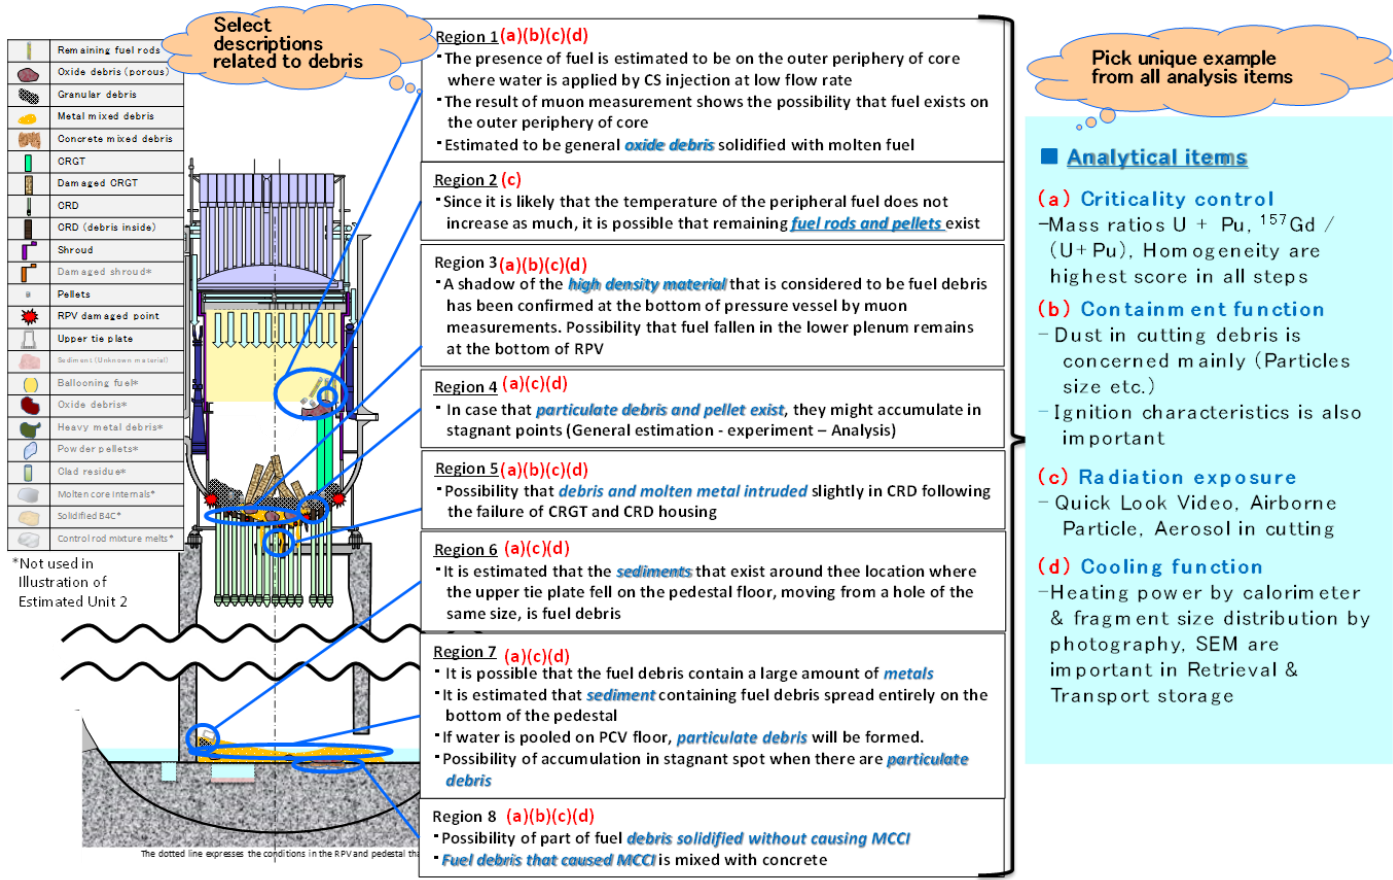 Select
descriptions
related to debris
Pick unique example
from all analysis items
Remaining fuel rods
Oxide debris (porous)
Granular debris
Metal mixed debris
Concrete mixed debris
CRGT
Damaged CRGT
CRD
CRD (debris inside)
Shroud
Damaged shroud*
Pellets
RPV damaged point
Upper tie plate
Sediment (Unknown material)
Ballooning fuel*
Oxide debris*
Heavy metal debris*
Powder pellets*
Clad residue*
Molten core internals*
Solidified B4C*
Control rod mixture melts*
*Not used in
Illustration of
Estimated Unit 2
Region 1 (a)(b)(c)(d)
・The presence of fuel is estimated to be on the outer periphery of core
where water is applied by CS injection at low flow rate
・The result of muon measurement shows the possibility that fuel exists on
the outer periphery of core
・Estimated to be general oxide debris solidified with molten fuel
Region 2 (c)
・Since it is likely that the temperature of the peripheral fuel does not
increase as much, it is possible that remaining fuel rods and pellets exist
Region 3 (a)(b)(c)(d)
・A shadow of the high density material that is considered to be fuel debris
has been confirmed at the bottom of pressure vessel by muon
measurements. Possibility that fuel fallen in the lower plenum remains
at the bottom of RPV
Region 4 (a)(c)(d)
・In case that particulate debris and pellet exist, they might accumulate in
stagnant points (General estimation - experiment – Analysis)
Region 5 (a)(b)(c)(d)
・Possibility that debris and molten metal intruded slightly in CRD following
the failure of CRGT and CRD housing
Region 6 (a)(c)(d)
・It is estimated that the sediments that exist around thee location where
the upper tie plate fell on the pedestal floor, moving from a hole of the
same size, is fuel debris
Region 7 (a)(c)(d)
・It is possible that the fuel debris contain a large amount of metals
・It is estimated that sediment containing fuel debris spread entirely on the
bottom of the pedestal
・If water is pooled on PCV floor, particulate debris will be formed.
・Possibility of accumulation in stagnant spot when there are particulate
debris
Region 8 (a)(b)(c)(d)
・Possibility of part of fuel debris solidified without causing MCCI
・Fuel debris that caused MCCI is mixed with concrete
The dotted line expresses the conditions in the RPV and pedestal
■ Analytical items
(a) Criticality control
–Mass ratios U + Pu, ¹⁵⁷Gd /
(U+Pu), Homogeneity are
highest score in all steps
(b) Containment function
– Dust in cutting debris is
concerned mainly (Particles
size etc.)
– Ignition characteristics is also
important
(c) Radiation exposure
– Quick Look Video, Airborne
Particle, Aerosol in cutting
(d) Cooling function
–Heating power by calorimeter
& fragment size distribution by
photography, SEM are
important in Retrieval &
Transport storage